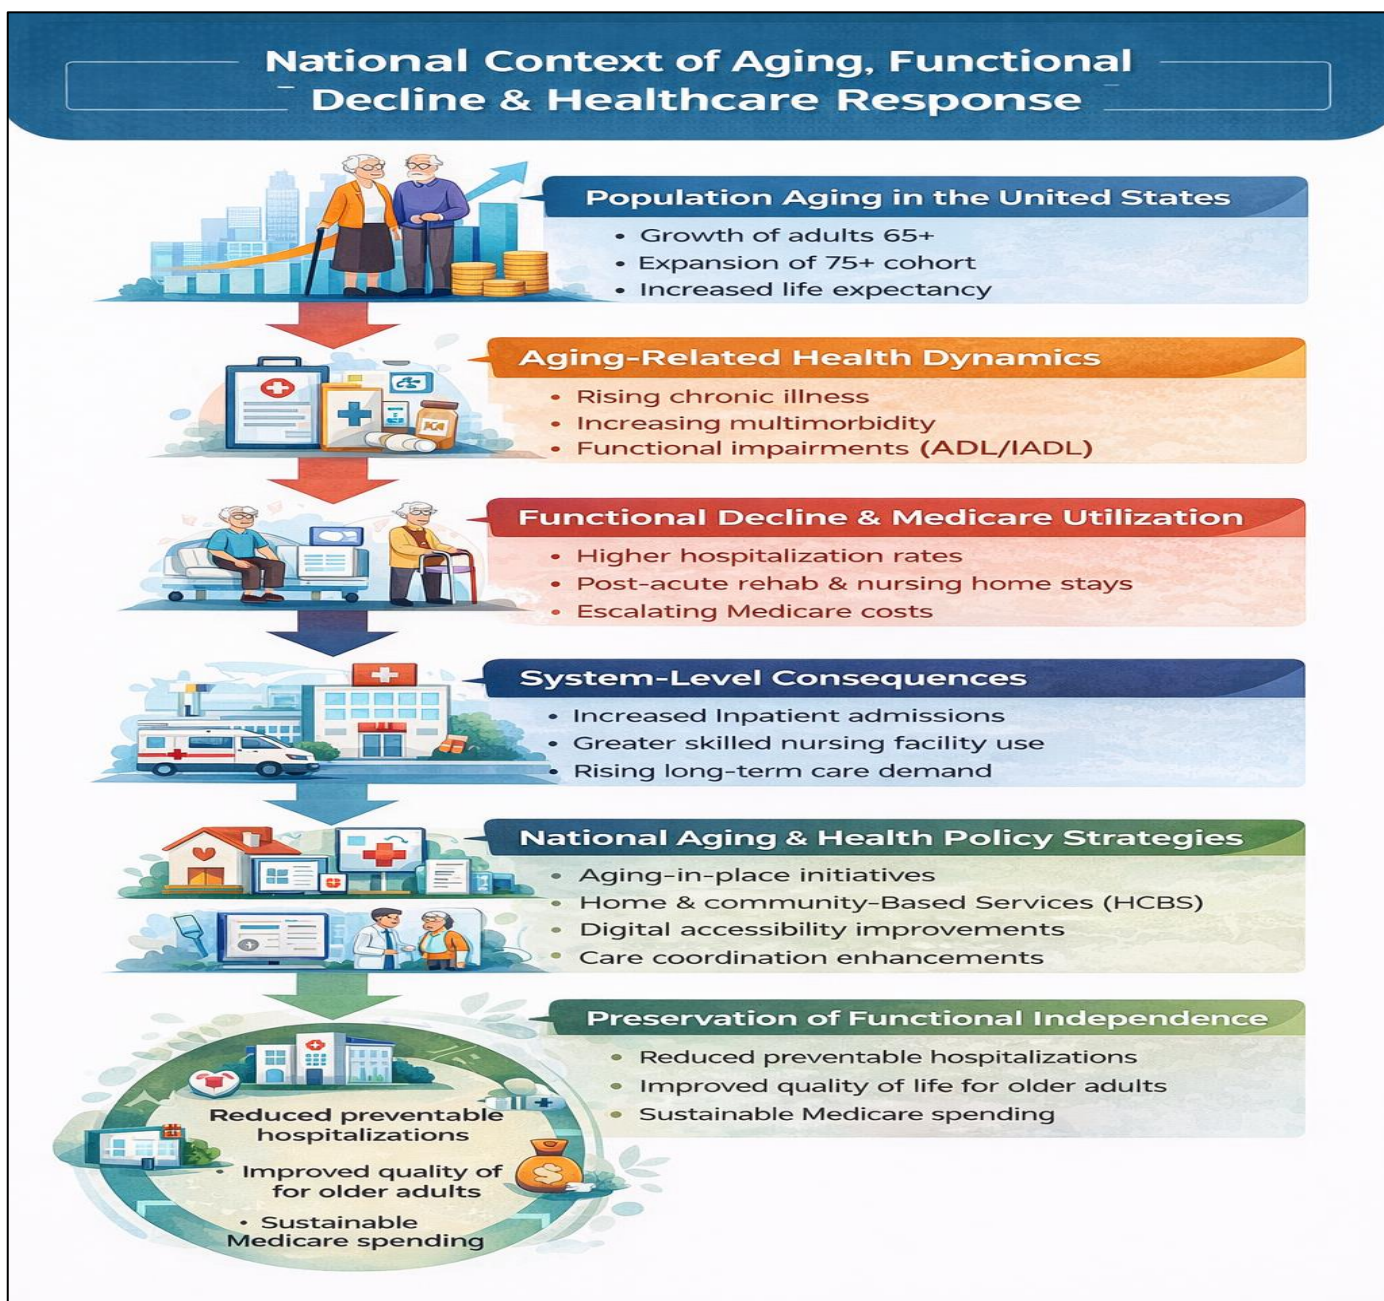 National Context of Aging, Functional
Decline & Healthcare Response
Population Aging in the United States
• Growth of adults 65+
• Expansion of 75+ cohort
• Increased life expectancy
Aging-Related Health Dynamics
• Rising chronic illness
• Increasing multimorbidity
• Functional impairments (ADL/IADL)
Functional Decline & Medicare Utilization
• Higher hospitalization rates
• Post-acute rehab & nursing home stays
• Escalating Medicare costs
System-Level Consequences
• Increased Inpatient admissions
• Greater skilled nursing facility use
• Rising long-term care demand
National Aging & Health Policy Strategies
• Aging-in-place initiatives
• Home & community-Based Services (HCBS)
• Digital accessibility improvements
• Care coordination enhancements
Preservation of Functional Independence
• Reduced preventable hospitalizations
• Improved quality of life for older adults
• Sustainable Medicare spending
Reduced preventable
hospitalizations
• Improved quality of
for older adults
• Sustainable
Medicare spending